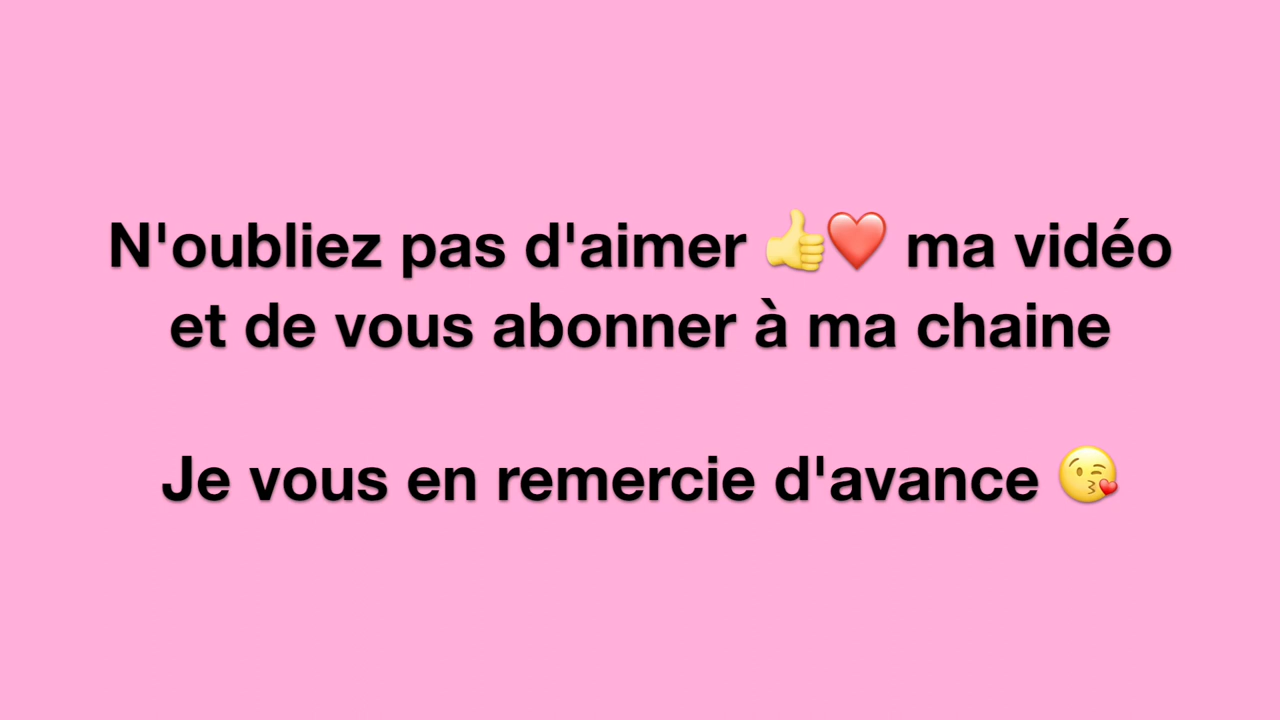 N'oubliez pas d'aimer 👍❤️ ma vidéo
et de vous abonner à ma chaine
Je vous en remercie d'avance 😘